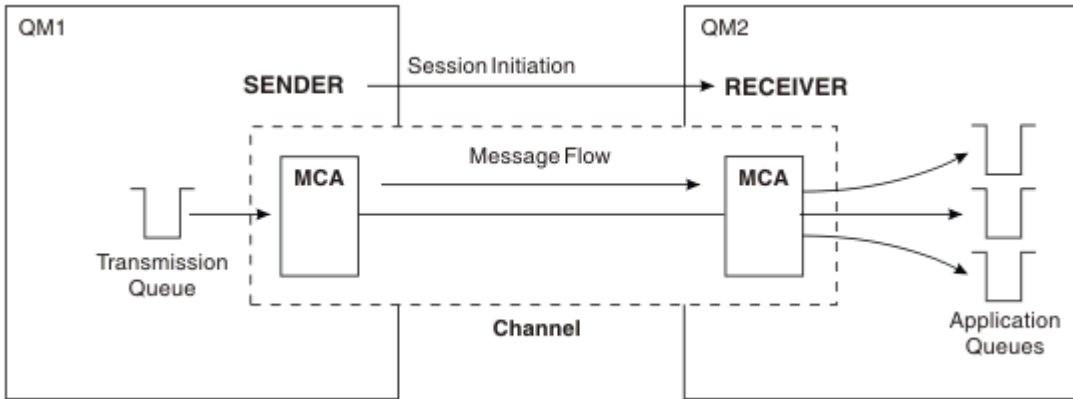 QM1
QM2
Session Initiation
SENDER
RECEIVER
Message Flow
MCA
MCA
Transmission
Queue
Channel
Application
Queues